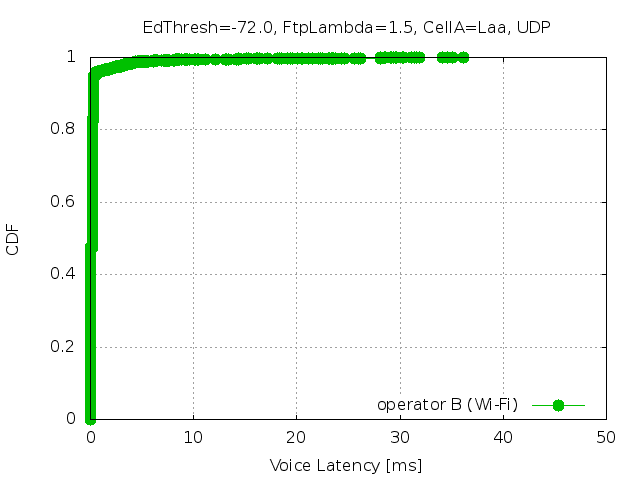 EdThresh=-72.0, FtpLambda=1.5, CellA=Laa, UDP
1
0.8
0.6
0.4
0.2
0
CDF
operator B (Wi-Fi)
0 10 20 30 40 50
Voice Latency [ms]